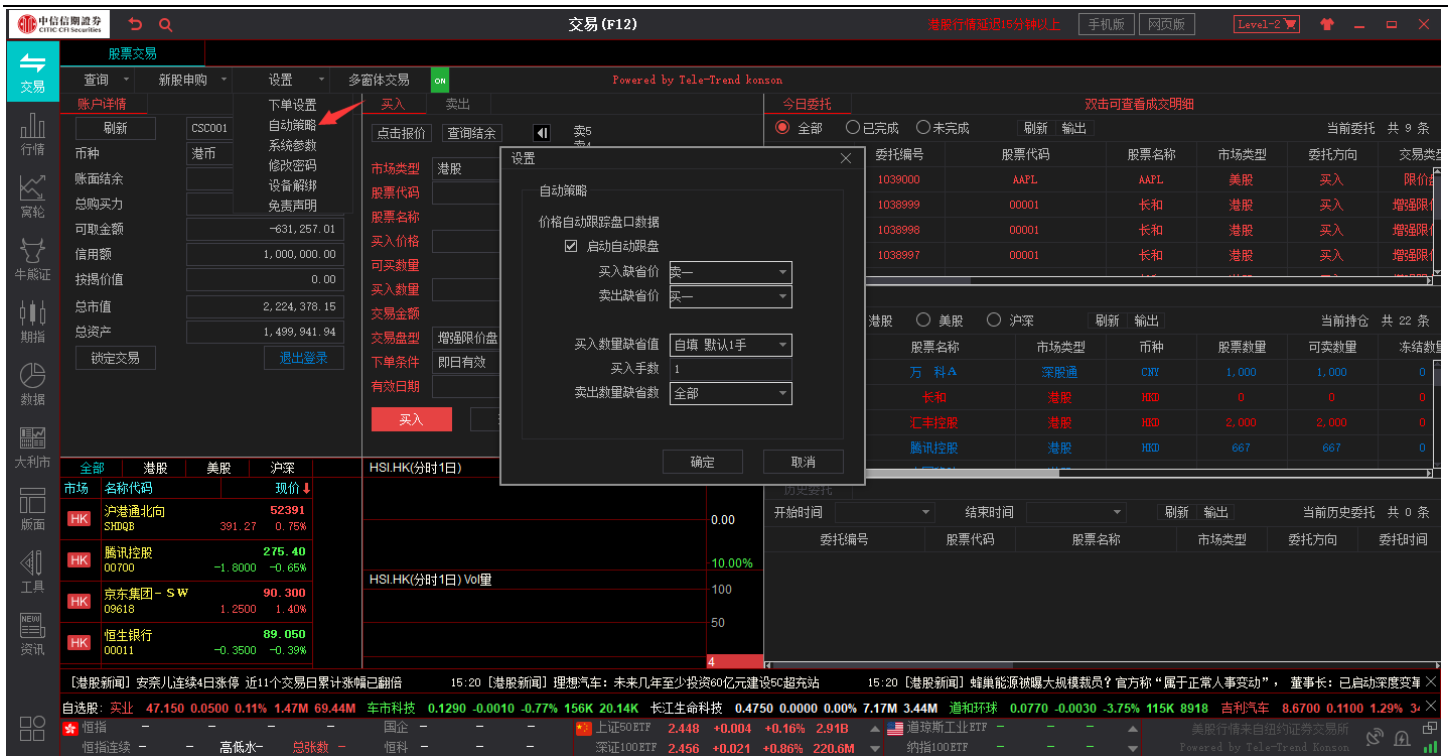 中信信期證券
CITIC CFI Securities
交易(F12)
港股行情延迟15分钟以上
手机版
网页版
Level-2
股票交易
交易
查询
新股申购
设置
多窗体交易
ON
Powered by Tele-Trend konson
账户详情
下单设置
自动策略
系统参数
修改密码
设备解绑
免责声明
刷新
CSC001
币种
港币
账面结余
总购买力
可取金额
-631,257.01
信用额
1,000,000.00
按揭价值
0.00
总市值
2,224,378.15
总资产
1,499,941.94
锁定交易
退出登录
行情
窝轮
牛熊证
期指
数据
大利市
版面
工具
资讯
买入
卖出
点击报价
查询结余
卖5
市场类型
港股
股票代码
股票名称
买入价格
可买数量
买入数量
交易金额
交易盘型
增强限价盘
下单条件
即日有效
有效日期
买入
设置
自动策略
价格自动跟踪盘口数据
启动自动跟盘
买入缺省价
卖一
卖出缺省价
买一
买入数量缺省值
自填 默认1手
买入手数
1
卖出数量缺省数
全部
确定
取消
今日委托
双击可查看成交明细
全部
已完成
未完成
刷新
输出
当前委托 共 9 条
委托编号 股票代码 股票名称 市场类型 委托方向 交易类型
1039000 AAPL AAPL 美股 买入 限价盘
1038999 00001 长和 港股 买入 增强限价
1038998 00001 长和 港股 买入 增强限价
1038997 00001 长和 港股 买入 增强限价
港股 美股 沪深 刷新 输出 当前持仓 共 22 条
股票名称 市场类型 币种 股票数量 可卖数量 冻结数量
万 科A 深股通 CNY 1,000 1,000 0
长和 港股 HKD 0 0 0
汇丰控股 港股 HKD 2,000 2,000 0
腾讯控股 港股 HKD 667 667 0
历史委托
开始时间 结束时间 刷新 输出 当前历史委托 共 0 条
委托编号 股票代码 股票名称 市场类型 委托方向 委托时间
全部 港股 美股 沪深
市场 名称代码 现价
HK 沪港通北向 52391
SHDQB 391.27 0.75%
HK 腾讯控股 275.40
00700 -1.8000 -0.65%
HK 京东集团-SW 90.300
09618 1.2500 1.40%
HK 恒生银行 89.050
00011 -0.3500 -0.39%
HSI.HK(分时1日)
0.00
10.00%
HSI.HK(分时1日) Vol量
100
50
4
[港股新闻] 安奈儿连续4日涨停 近11个交易日累计涨幅已翻倍 15:20 [港股新闻] 理想汽车: 未来几年至少投资60亿元建设5C超充站 15:20 [港股新闻] 蜂巢能源被曝大规模裁员? 官方称“属于正常人事变动”, 董事长: 已启动深度变革
自选股: 买业 47.150 0.0500 0.11% 1.47M 69.44M 车市科技 0.1290 -0.0010 -0.77% 156K 20.14K 长江生命科技 0.4750 0.0000 0.00% 7.17M 3.44M 道和环球 0.0770 -0.0030 -3.75% 115K 8918 吉利汽车 8.6700 0.1100 1.29%
恒指 - - - - 国企 - - - 上证50ETF 2.448 +0.004 +0.16% 2.91B 道琼斯工业ETF - - - 美股行情来自纽约证券交易所
恒指连续 - - 高低水- 总张数 - 恒科 - - - 深证100ETF 2.456 +0.021 +0.86% 220.6M 纳指100ETF - - - Powered by Tele-Trend Konson